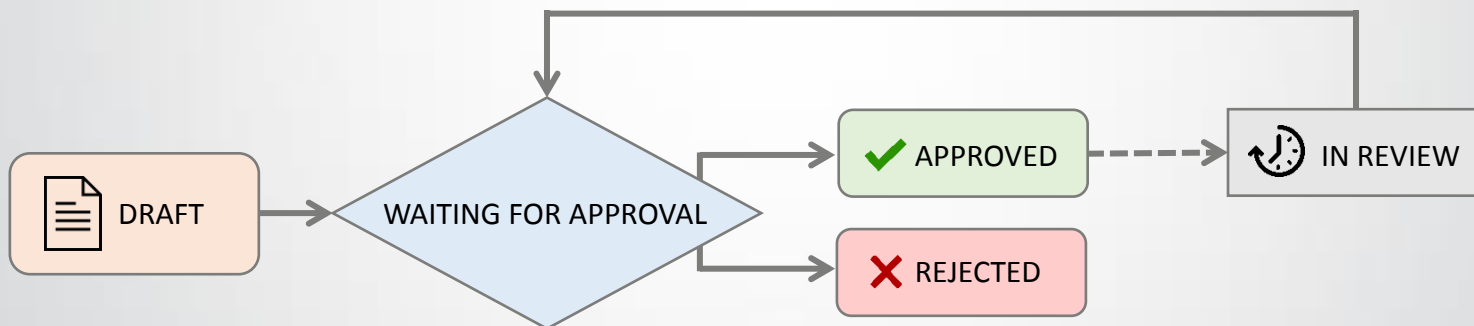 DRAFT
WAITING FOR APPROVAL
APPROVED
REJECTED
IN REVIEW